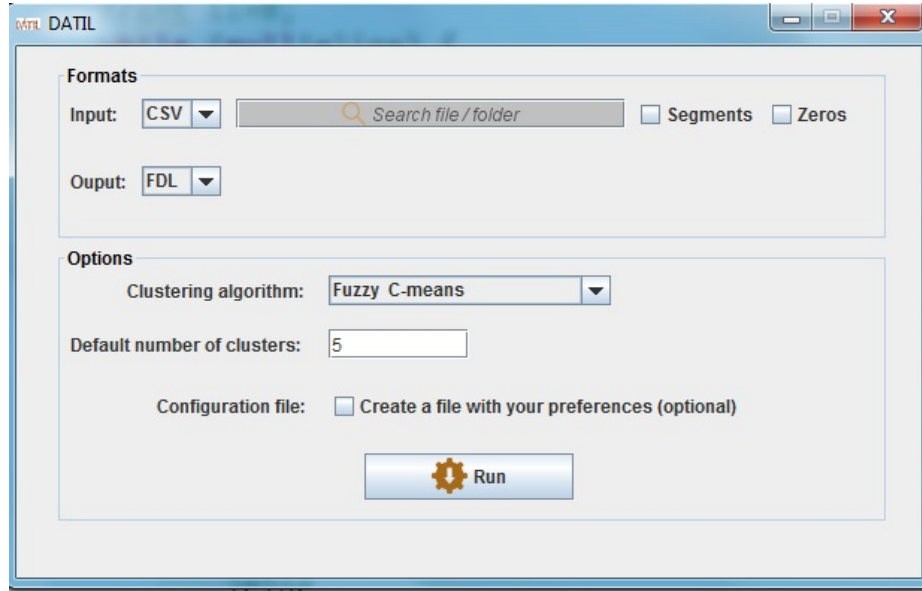 DATIL DATIL
Formats
Input: CSV Search file / folder Segments Zeros
Ouput: FDL
Options
Clustering algorithm: Fuzzy C-means
Default number of clusters: 5
Configuration file: Create a file with your preferences (optional)
Run